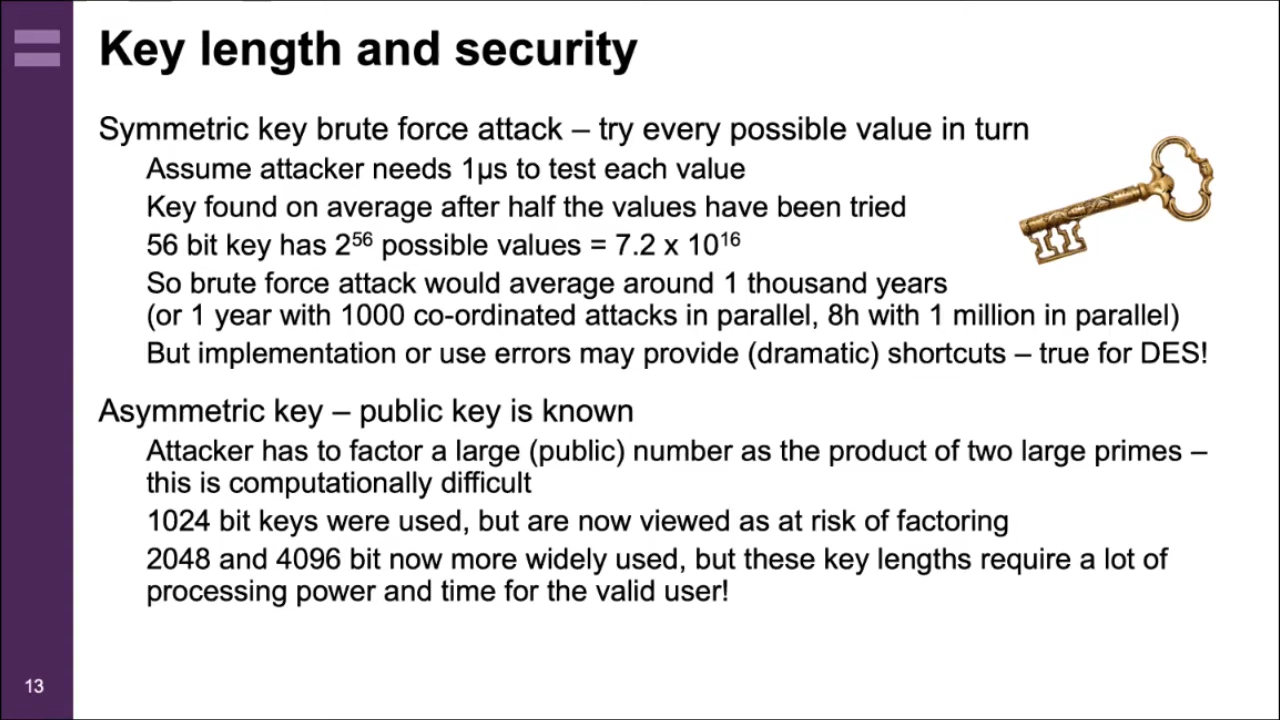 Key length and security
Symmetric key brute force attack – try every possible value in turn
Assume attacker needs 1µs to test each value
Key found on average after half the values have been tried
56 bit key has 2⁵⁶ possible values = 7.2 x 10¹⁶
So brute force attack would average around 1 thousand years
(or 1 year with 1000 co-ordinated attacks in parallel, 8h with 1 million in parallel)
But implementation or use errors may provide (dramatic) shortcuts – true for DES!
Asymmetric key – public key is known
Attacker has to factor a large (public) number as the product of two large primes –
this is computationally difficult
1024 bit keys were used, but are now viewed as at risk of factoring
2048 and 4096 bit now more widely used, but these key lengths require a lot of
processing power and time for the valid user!
13